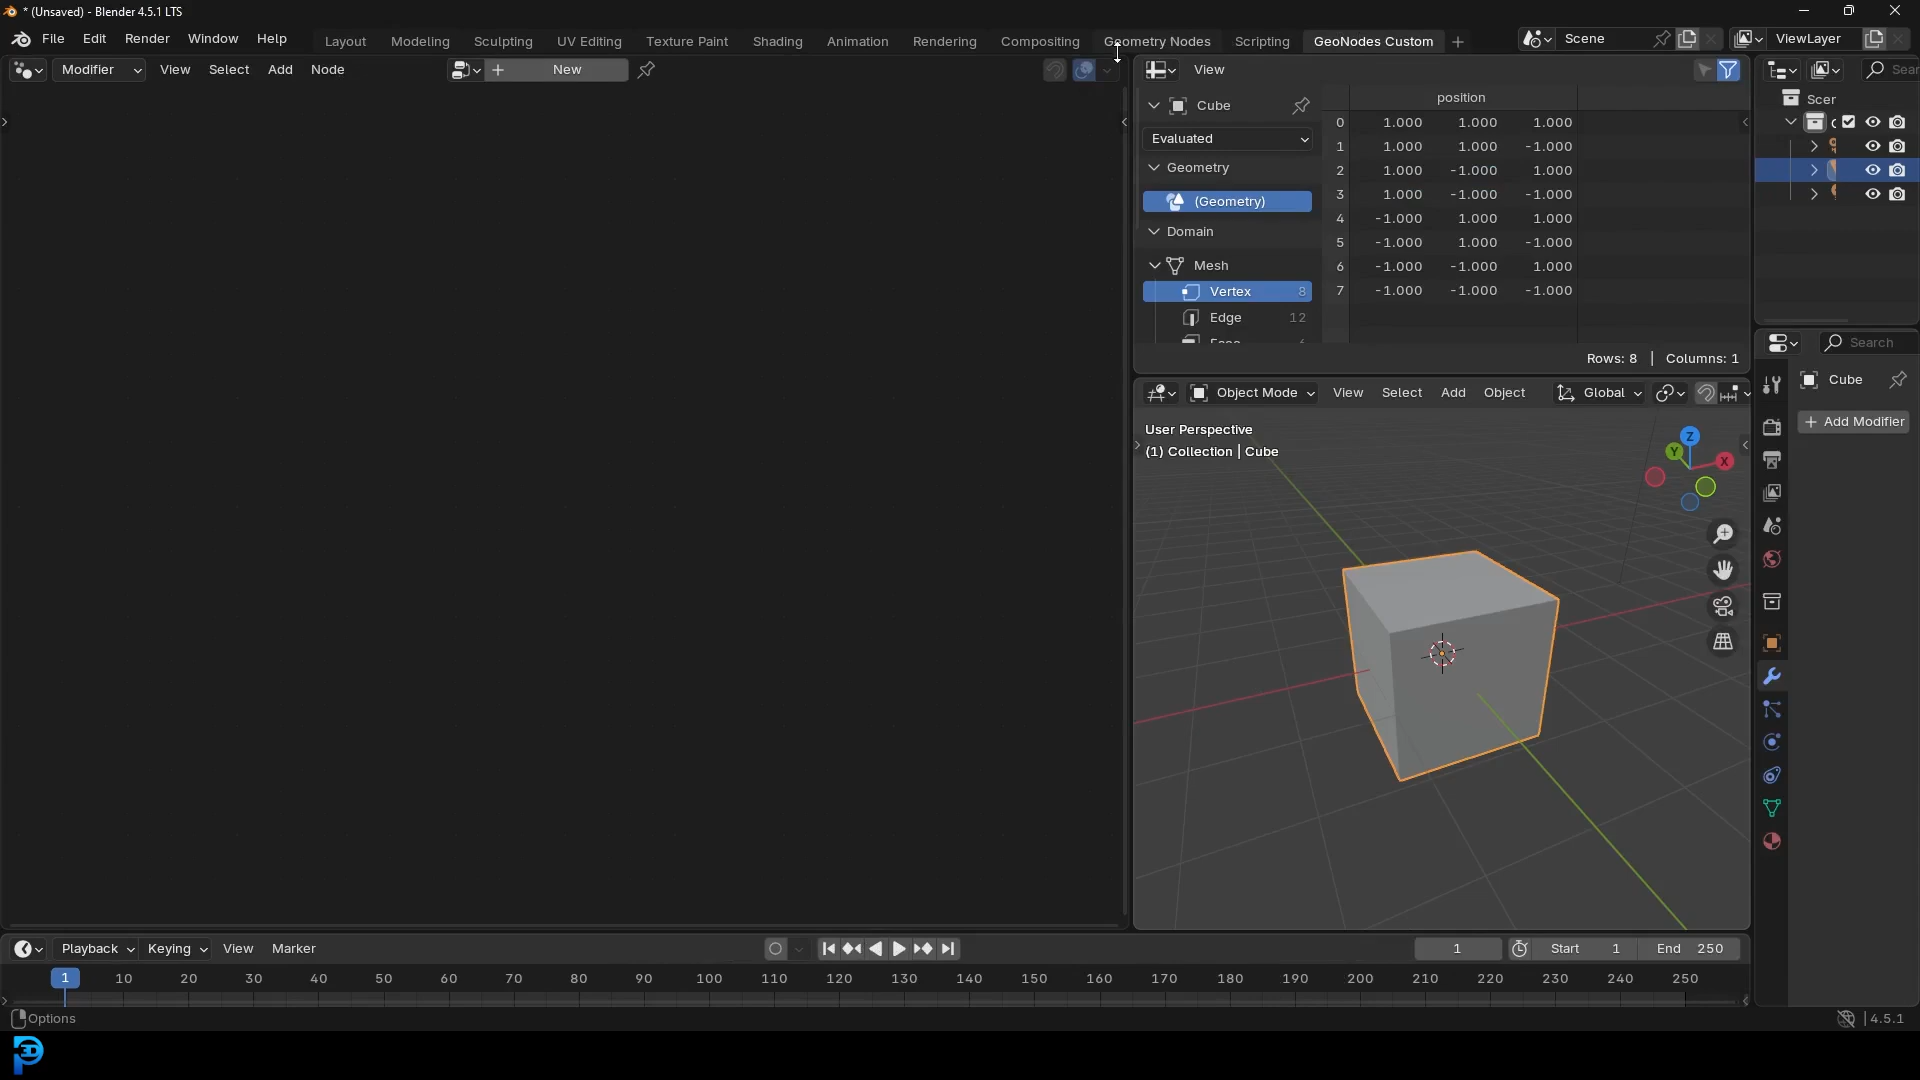 * (Unsaved) - Blender 4.5.1 LTS
File Edit Render Window Help Layout Modeling Sculpting UV Editing Texture Paint Shading Animation Rendering Compositing Geometry Nodes Scripting GeoNodes Custom + Scene ViewLayer
Modifier View Select Add Node + New View
Cube
Evaluated
Geometry
(Geometry)
Domain
Mesh
Vertex 8
Edge 12
position
0 1.000 1.000 1.000
1 1.000 1.000 -1.000
2 1.000 -1.000 1.000
3 1.000 -1.000 -1.000
4 -1.000 1.000 1.000
5 -1.000 1.000 -1.000
6 -1.000 -1.000 1.000
7 -1.000 -1.000 -1.000
Rows: 8 | Columns: 1
Sear
Scer
Search
Cube
+ Add Modifier
Object Mode View Select Add Object Global
User Perspective
(1) Collection | Cube
Z
Y
X
Playback Keying View Marker 1 Start 1 End 250
1 10 20 30 40 50 60 70 80 90 100 110 120 130 140 150 160 170 180 190 200 210 220 230 240 250
Options
4.5.1
3D